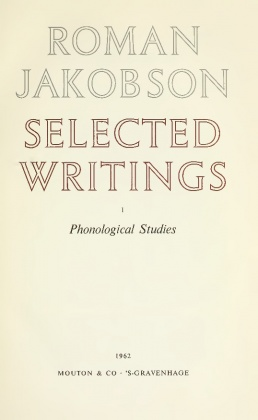 ROMAN
JAKOBSON
SELECTED
WRITINGS
I
Phonological Studies
1962
MOUTON & CO · 'S-GRAVENHAGE